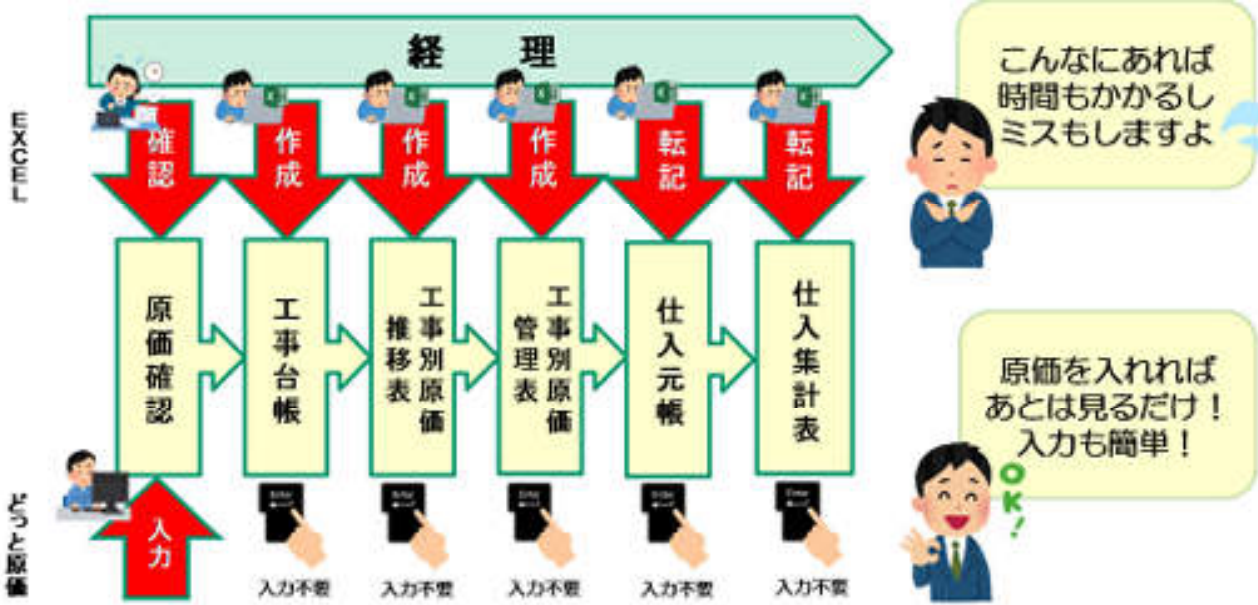 経理
こんなにあれば
時間もかかるし
ミスもしますよ
EXCEL
確認
作成
作成
作成
転記
転記
原価確認
工事台帳
工事別原価
推移表
工事別原価
管理表
仕入元帳
仕入集計表
原価を入れれば
あとは見るだけ！
入力も簡単！
OK!
どっと原価
入力
Enter
Enter
Enter
Enter
Enter
入力不要
入力不要
入力不要
入力不要
入力不要